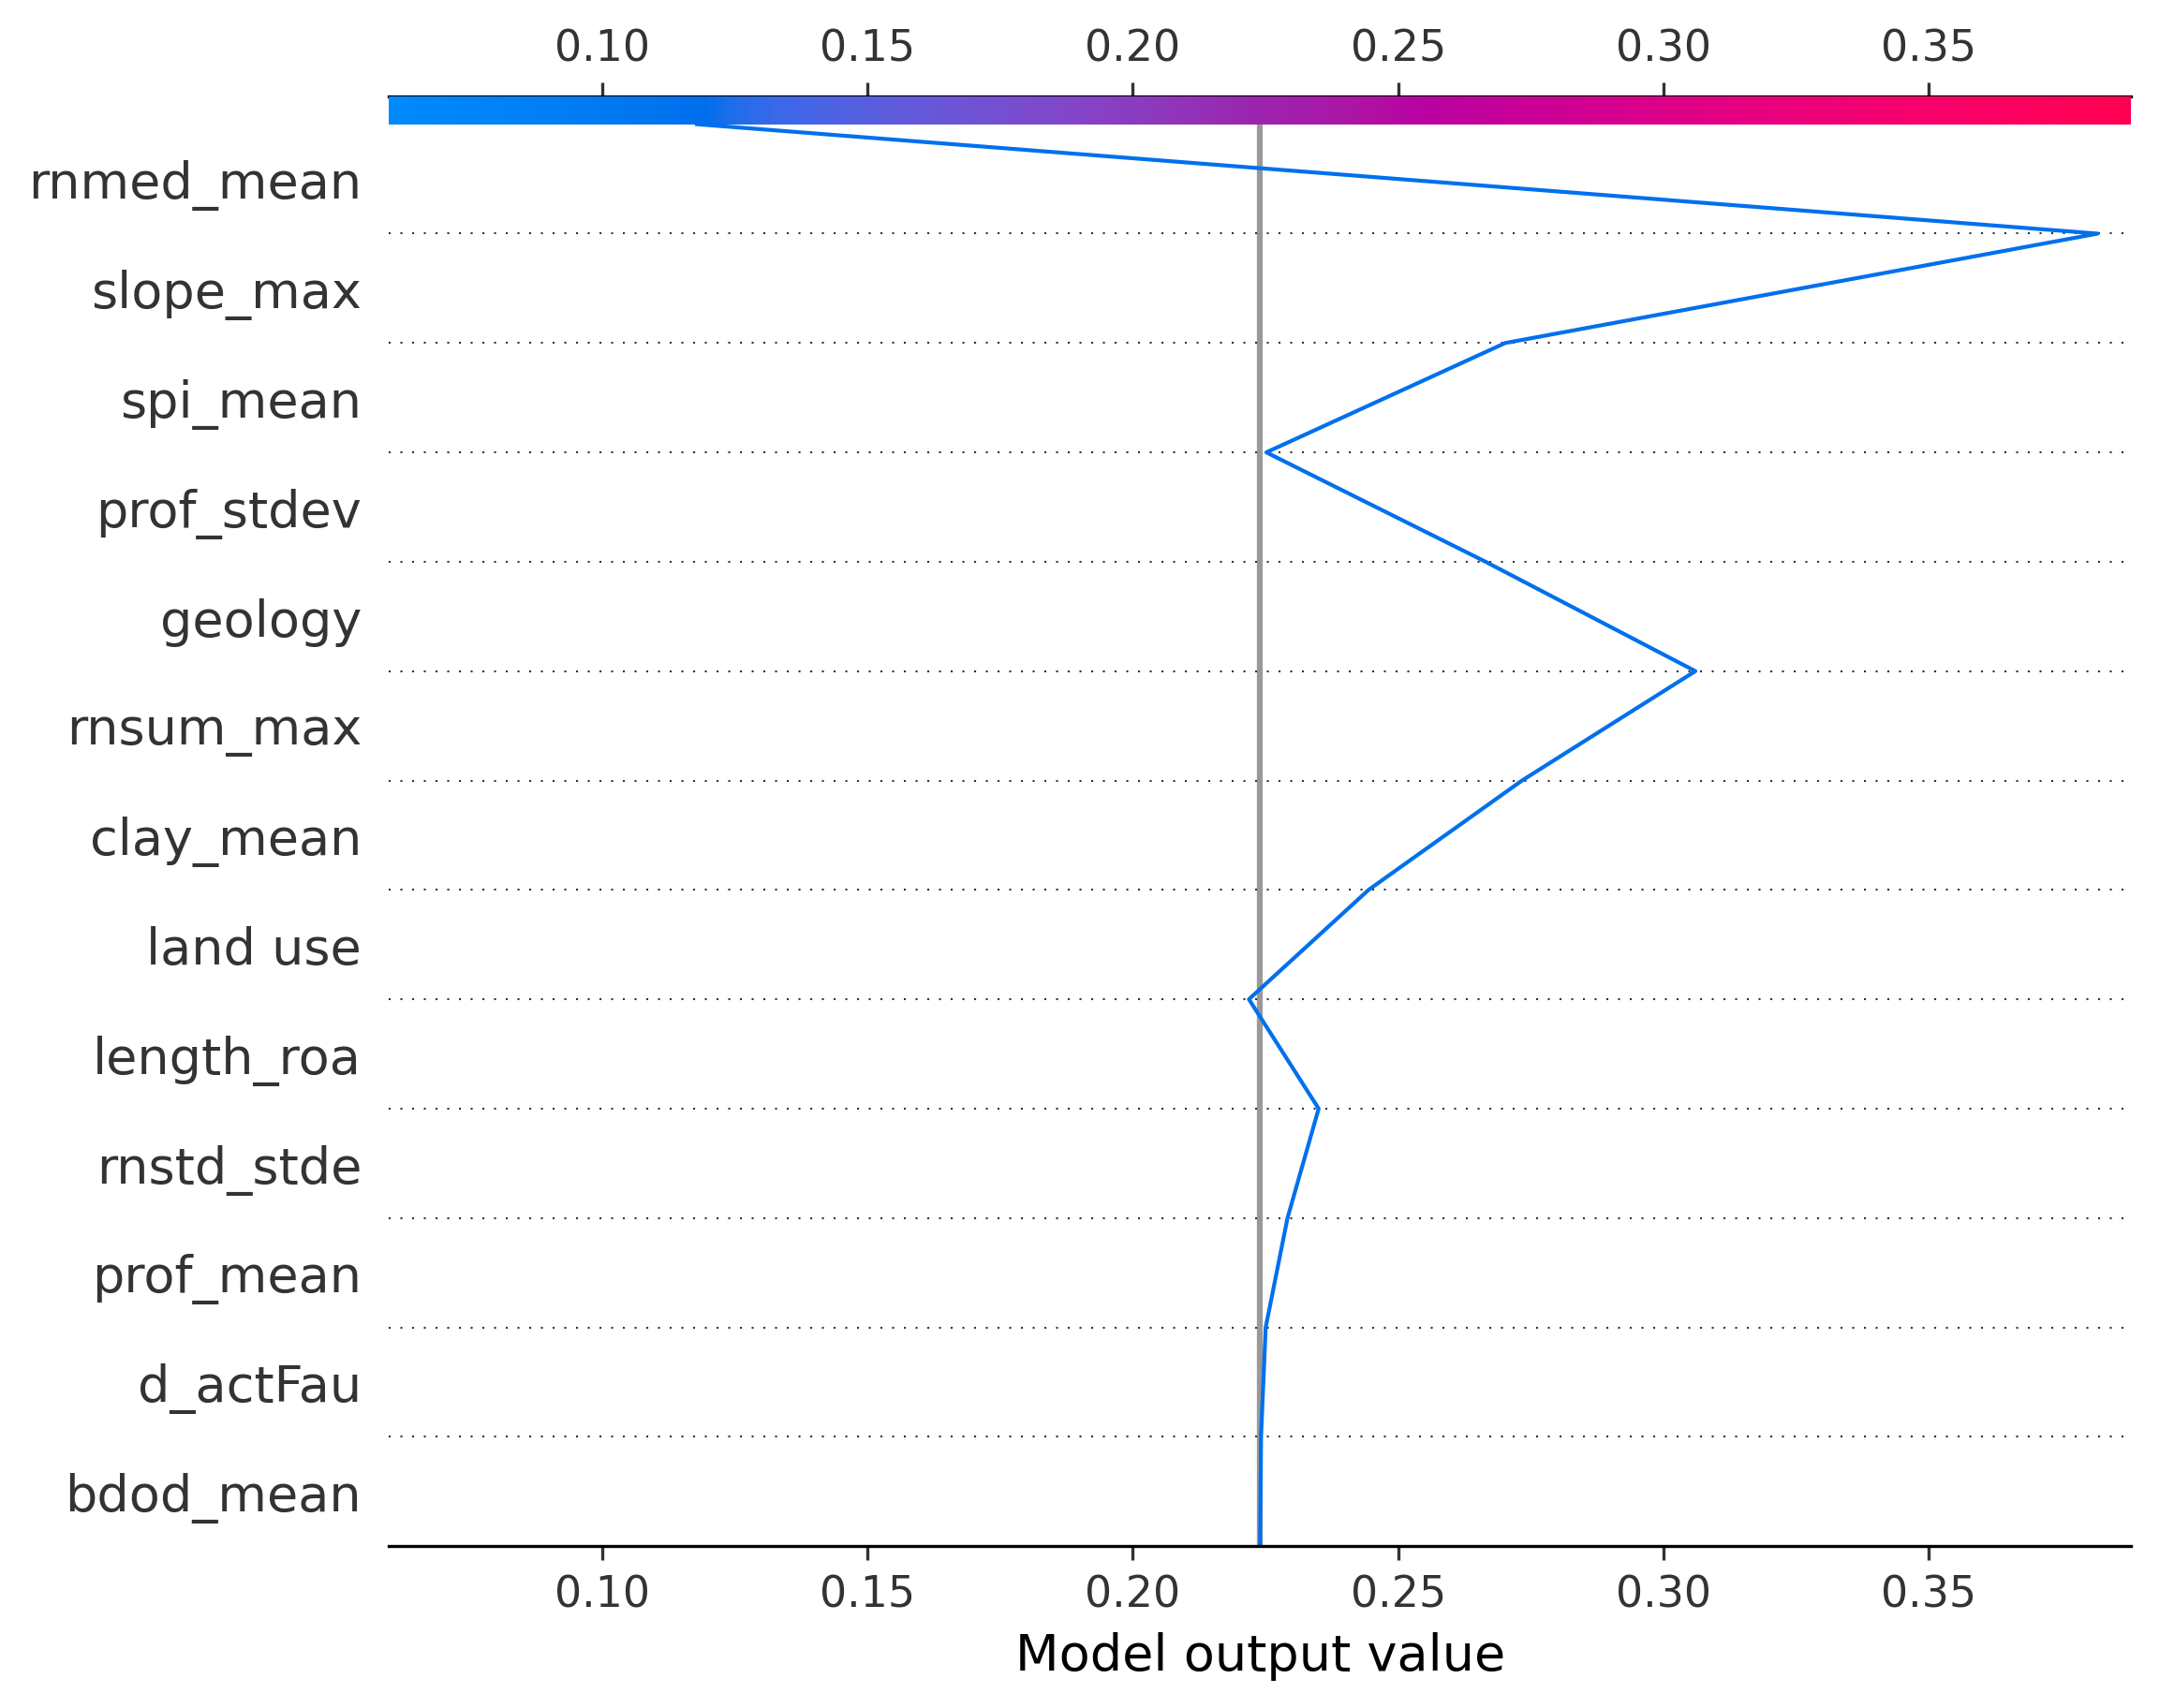 0.10 0.15 0.20 0.25 0.30 0.35
rnmed_mean
slope_max
spi_mean
prof_stdev
geology
rnsum_max
clay_mean
land use
length_roa
rnstd_stde
prof_mean
d_actFau
bdod_mean
0.10 0.15 0.20 0.25 0.30 0.35
Model output value